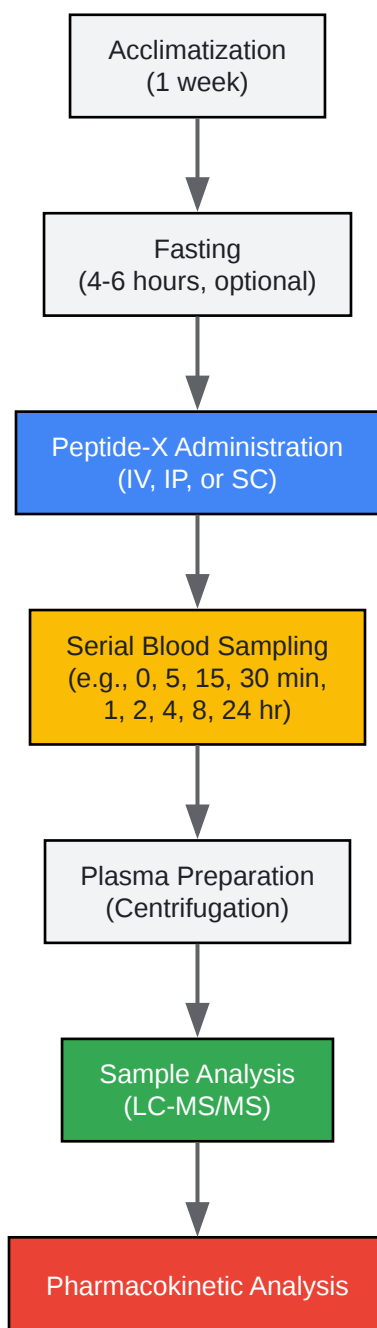 Acclimatization
(1 week)
Fasting
(4-6 hours, optional)
Peptide-X Administration
(IV, IP, or SC)
Serial Blood Sampling
(e.g., 0, 5, 15, 30 min,
1, 2, 4, 8, 24 hr)
Plasma Preparation
(Centrifugation)
Sample Analysis
(LC-MS/MS)
Pharmacokinetic Analysis